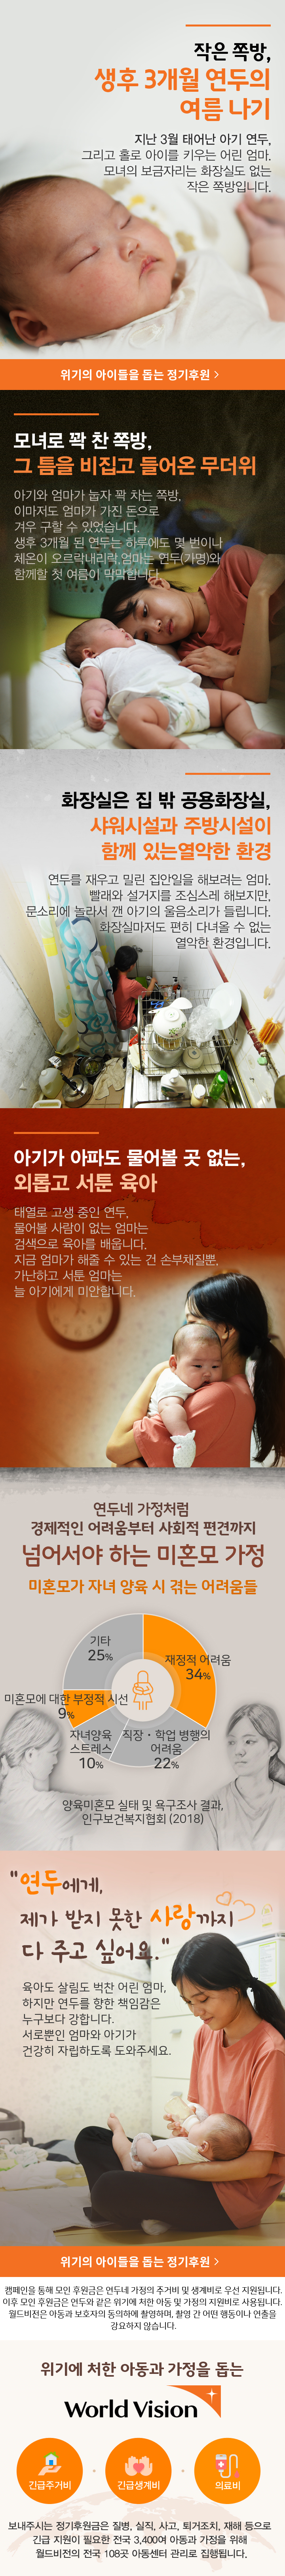 작은 쪽방,
생후 3개월 연두의
여름 나기
지난 3월 태어난 아기 연두,
그리고 홀로 아이를 키우는 어린 엄마.
모녀의 보금자리는 화장실도 없는
작은 쪽방입니다.
위기의 아이들을 돕는 정기후원 >
모녀로 꽉 찬 쪽방,
그 틈을 비집고 들어온 무더위
아기와 엄마가 눕자 꽉 차는 쪽방,
이마저도 엄마가 가진 돈으로
겨우 구할 수 있었습니다.
생후 3개월 된 연두는 하루에도 몇 번이나
체온이 오르락내리락.엄마는 연두(가명)와
함께할 첫 여름이 막막합니다.
화장실은 집 밖 공용화장실,
샤워시설과 주방시설이
함께 있는열악한 환경
연두를 재우고 밀린 집안일을 해보려는 엄마.
빨래와 설거지를 조심스레 해보지만,
문소리에 놀라서 깬 아기의 울음소리가 들립니다.
화장실마저도 편히 다녀올 수 없는
열악한 환경입니다.
아기가 아파도 물어볼 곳 없는,
외롭고 서툰 육아
태열로 고생 중인 연두,
물어볼 사람이 없는 엄마는
검색으로 육아를 배웁니다.
지금 엄마가 해줄 수 있는 건 손부채질뿐,
가난하고 서툰 엄마는
늘 아기에게 미안합니다.
연두네 가정처럼
경제적인 어려움부터 사회적 편견까지
넘어서야 하는 미혼모 가정
미혼모가 자녀 양육 시 겪는 어려움들
기타
25%
재정적 어려움
34%
미혼모에 대한 부정적 시선
9%
자녀양육
스트레스
10%
직장·학업 병행의
어려움
22%
양육미혼모 실태 및 욕구조사 결과,
인구보건복지협회 (2018)
"연두에게,
제가 받지 못한 사랑까지
다 주고 싶어요."
육아도 살림도 벅찬 어린 엄마,
하지만 연두를 향한 책임감은
누구보다 강합니다.
서로뿐인 엄마와 아기가
건강히 자립하도록 도와주세요.
위기의 아이들을 돕는 정기후원 >
캠페인을 통해 모인 후원금은 연두네 가정의 주거비 및 생계비로 우선 지원됩니다.
이후 모인 후원금은 연두와 같은 위기에 처한 아동 및 가정의 지원비로 사용됩니다.
월드비전은 아동과 보호자의 동의하에 촬영하며, 촬영 간 어떤 행동이나 연출을
강요하지 않습니다.
위기에 처한 아동과 가정을 돕는
World Vision
긴급주거비
긴급생계비
의료비
보내주시는 정기후원금은 질병, 실직, 사고, 퇴거조치, 재해 등으로
긴급 지원이 필요한 전국 3,400여 아동과 가정을 위해
월드비전의 전국 108곳 아동센터 관리로 집행됩니다.